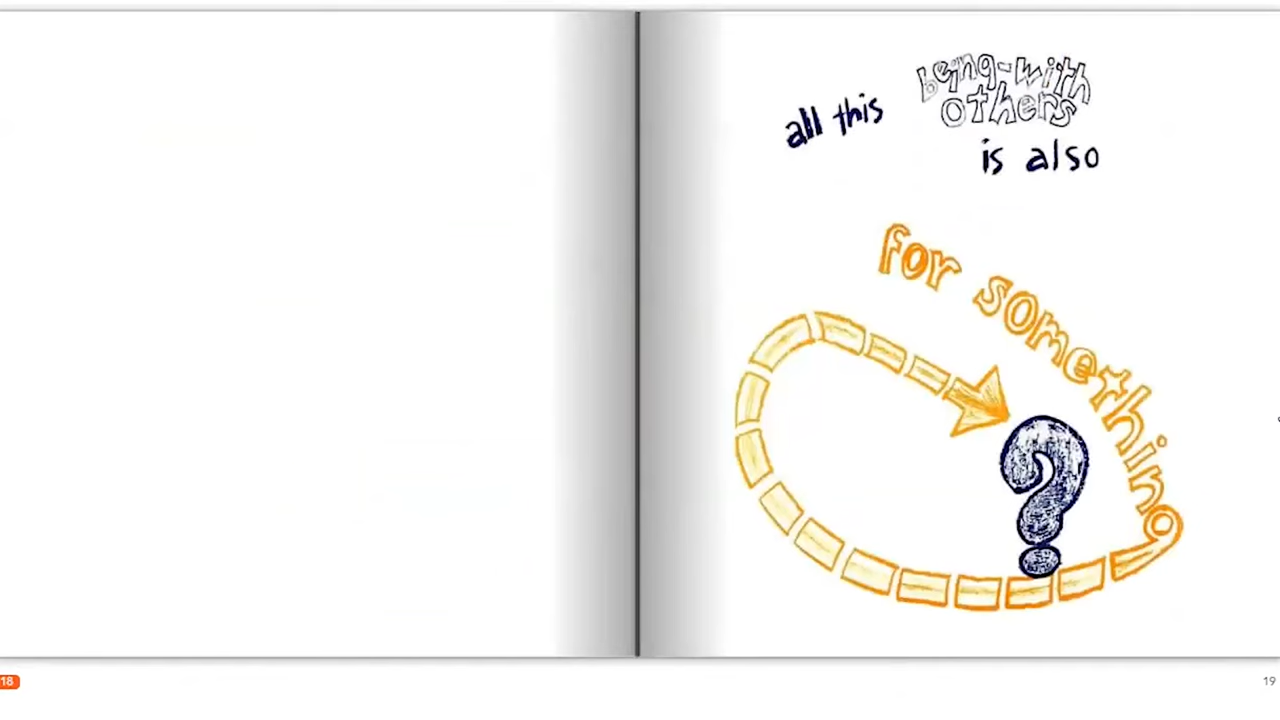 being-with
all this others
is also
for something
?
18
19